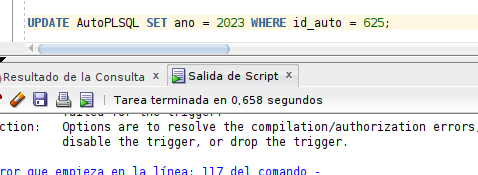 UPDATE AutoPLSQL SET ano = 2023 WHERE id_auto = 625;
Resultado de la Consulta x Salida de Script x
Tarea terminada en 0,658 segundos
failed for the trigger.
ction: Options are to resolve the compilation/authorization errors,
disable the trigger, or drop the trigger.
ror que empieza en la línea: 117 del comando -